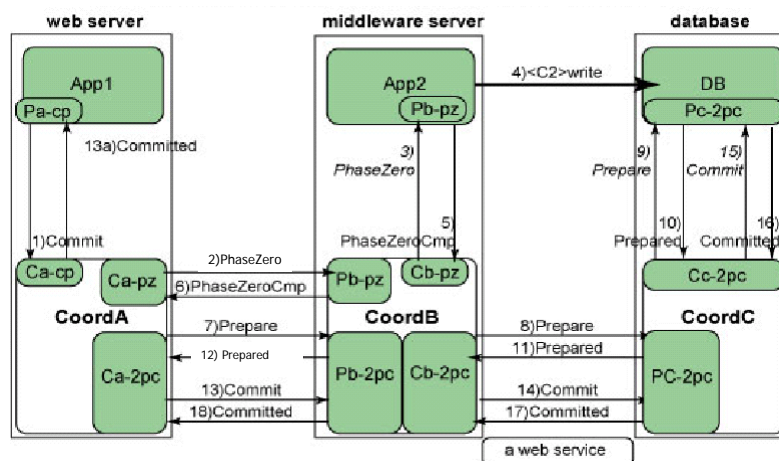 web server
middleware server
database
App1
App2
4)<C2>write
DB
Pa-cp
Pb-pz
Pc-2pc
13a)Committed
3)
PhaseZero
9)
Prepare
15)
Commit
1)Commit
5)
PhaseZeroCmp
10)
Prepared
16)
Committed
Ca-cp
Ca-pz
2)PhaseZero
Pb-pz
Cb-pz
Cc-2pc
6)PhaseZeroCmp
CoordA
CoordB
CoordC
7)Prepare
8)Prepare
12) Prepared
11)Prepared
Ca-2pc
Pb-2pc
Cb-2pc
PC-2pc
13)Commit
14)Commit
18)Committed
17)Committed
a web service